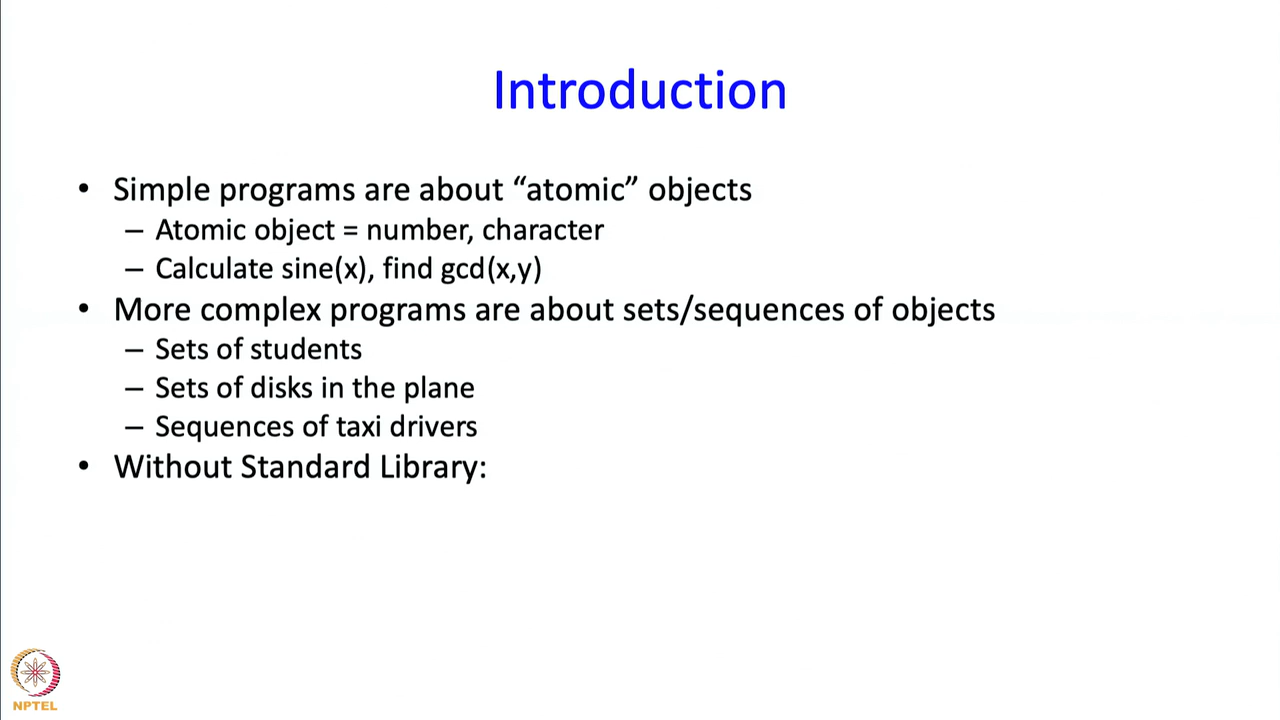 Introduction
• Simple programs are about “atomic” objects
– Atomic object = number, character
– Calculate sine(x), find gcd(x,y)
• More complex programs are about sets/sequences of objects
– Sets of students
– Sets of disks in the plane
– Sequences of taxi drivers
• Without Standard Library:
NPTEL